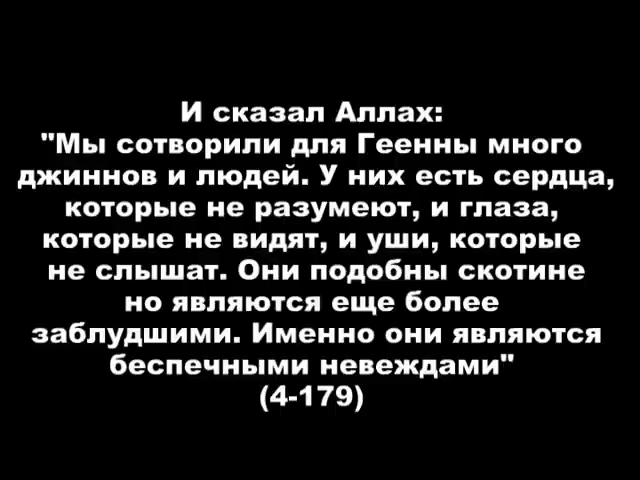 И сказал Аллах:
"Мы сотворили для Геенны много
джиннов и людей. У них есть сердца,
которые не разумеют, и глаза,
которые не видят, и уши, которые
не слышат. Они подобны скотине
но являются еще более
заблудшими. Именно они являются
беспечными невеждами"
(4-179)